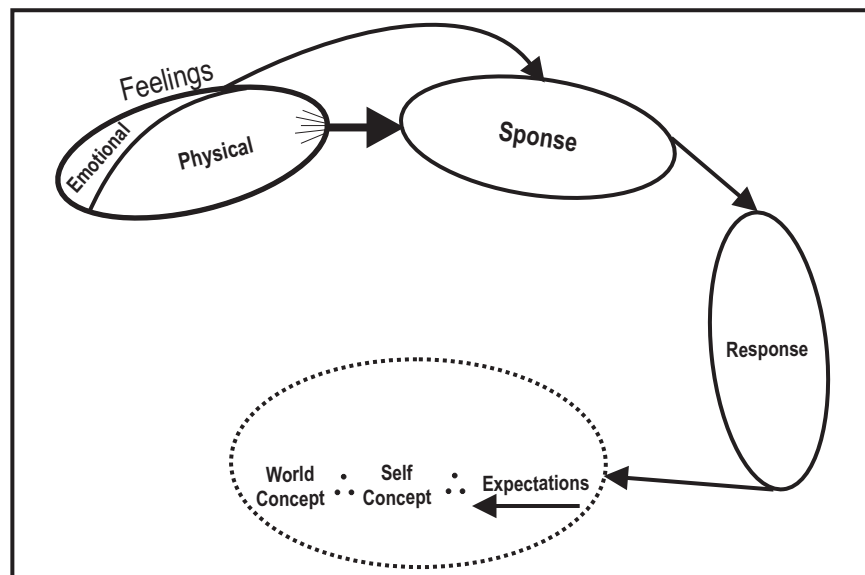 Feelings
Emotional
Physical
Sponse
Response
World
Concept
∴
Self
Concept
∴
Expectations